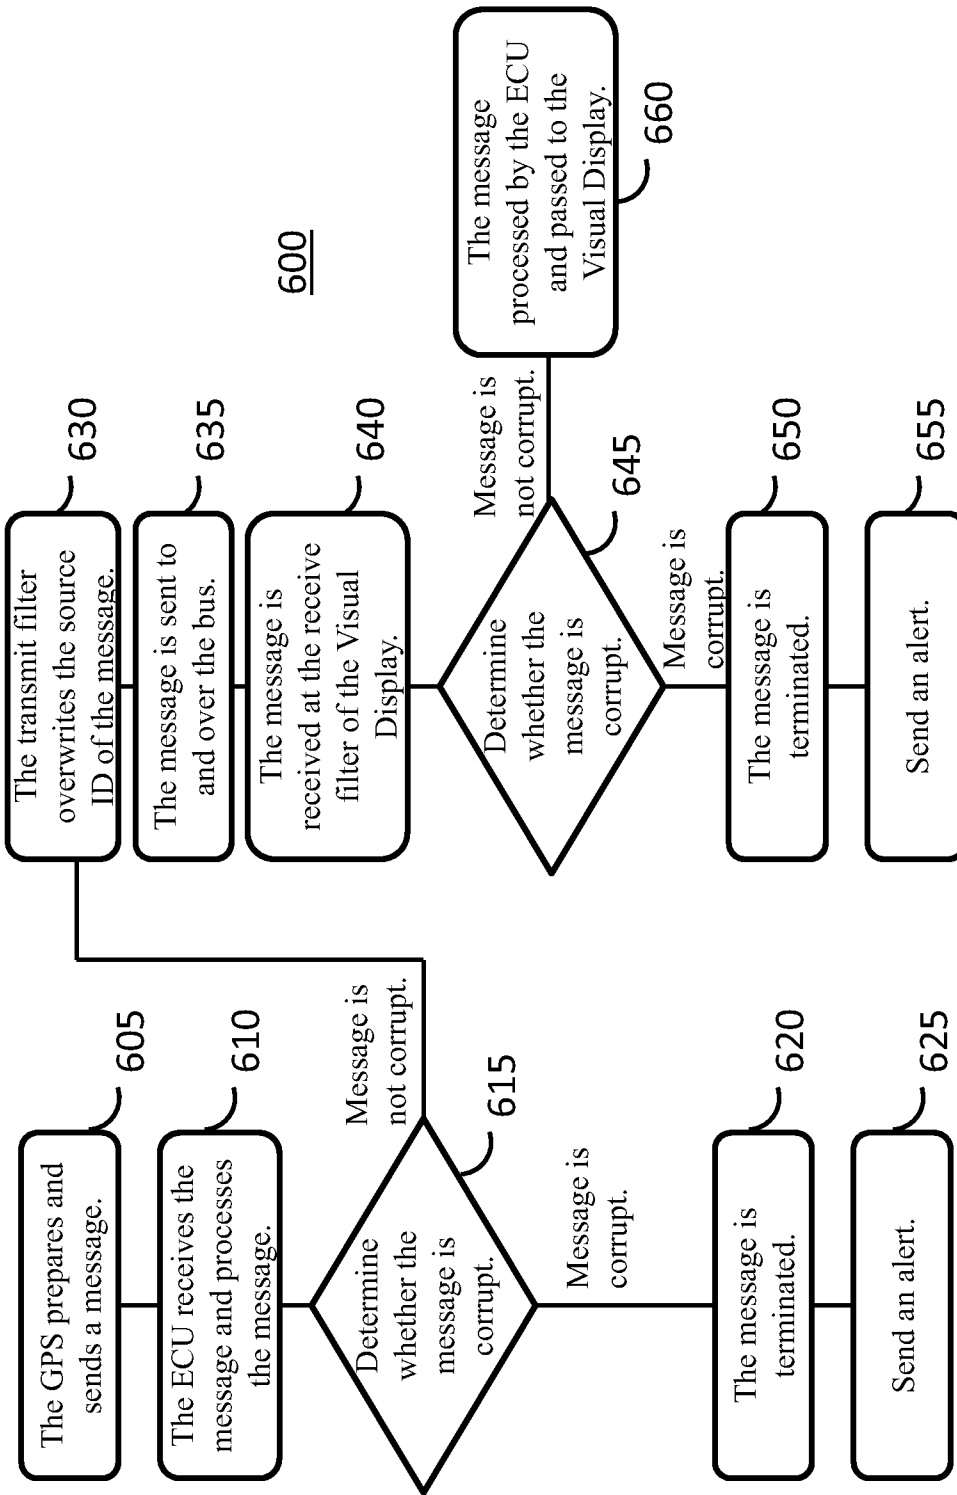 600
The GPS prepares and
sends a message.
605
The ECU receives the
message and processes
the message.
610
Determine
whether the
message is
corrupt.
615
Message is
not corrupt.
Message is
corrupt.
The message is
terminated.
620
Send an alert.
625
The transmit filter
overwrites the source
ID of the message.
630
The message is sent to
and over the bus.
635
The message is
received at the receive
filter of the Visual
Display.
640
Determine
whether the
message is
corrupt.
645
Message is
not corrupt.
Message is
corrupt.
The message is
terminated.
650
Send an alert.
655
The message
processed by the ECU
and passed to the
Visual Display.
660